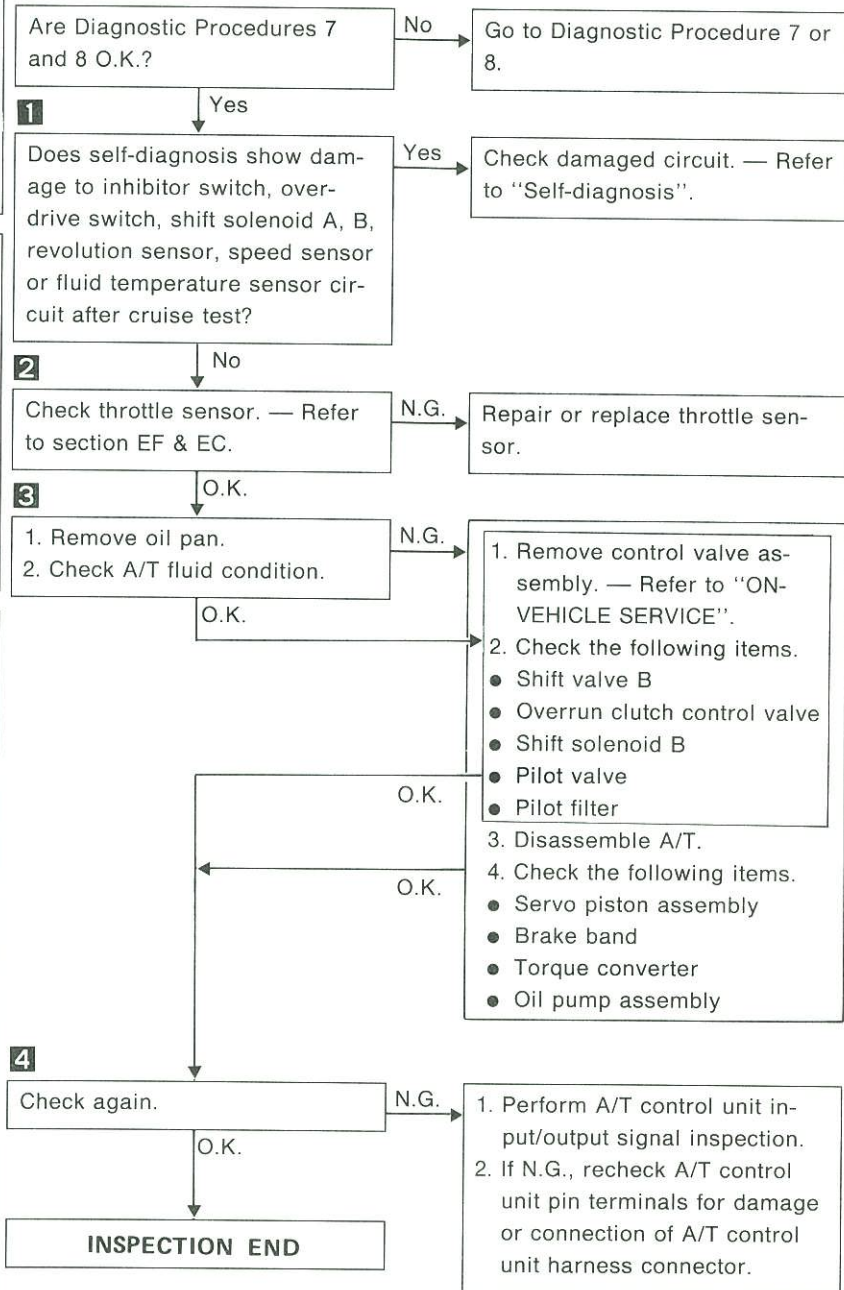 Are Diagnostic Procedures 7
and 8 O.K.?
No
Go to Diagnostic Procedure 7 or
8.
Yes
1
Does self-diagnosis show dam-
age to inhibitor switch, over-
drive switch, shift solenoid A, B,
revolution sensor, speed sensor
or fluid temperature sensor cir-
cuit after cruise test?
Yes
Check damaged circuit. — Refer
to "Self-diagnosis".
No
2
Check throttle sensor. — Refer
to section EF & EC.
N.G.
Repair or replace throttle sen-
sor.
O.K.
3
1. Remove oil pan.
2. Check A/T fluid condition.
N.G.
O.K.
1. Remove control valve as-
sembly. — Refer to "ON-
VEHICLE SERVICE".
2. Check the following items.
● Shift valve B
● Overrun clutch control valve
● Shift solenoid B
● Pilot valve
● Pilot filter
O.K.
3. Disassemble A/T.
4. Check the following items.
● Servo piston assembly
● Brake band
● Torque converter
● Oil pump assembly
O.K.
4
Check again.
N.G.
1. Perform A/T control unit in-
put/output signal inspection.
2. If N.G., recheck A/T control
unit pin terminals for damage
or connection of A/T control
unit harness connector.
O.K.
INSPECTION END